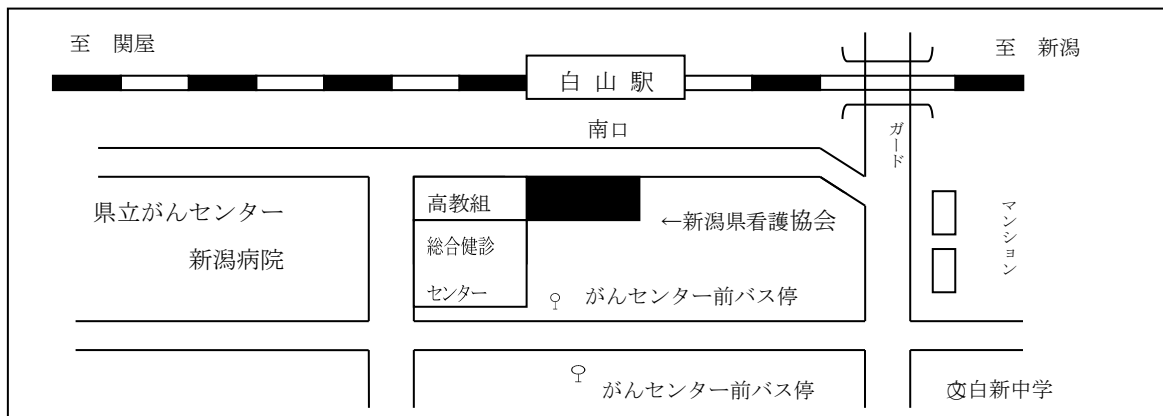 至　関屋
至　新潟
白 山 駅
南口
ガード
県立がんセンター
新潟病院
高教組
←新潟県看護協会
総合健診
センター
マンション
がんセンター前バス停
がんセンター前バス停
文白新中学